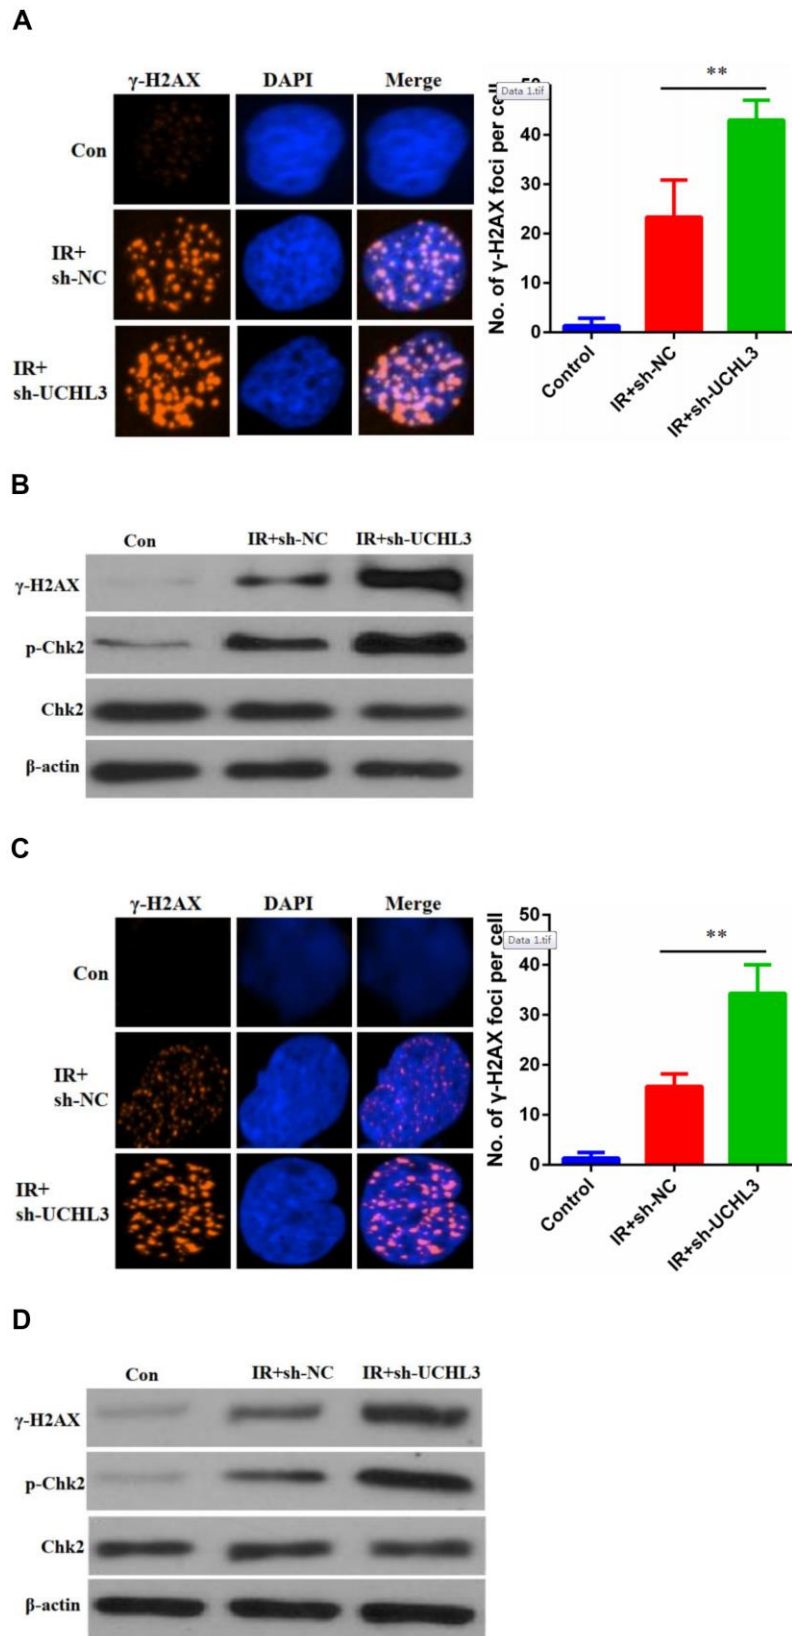 A
γ-H2AX DAPI Merge
Con
IR+
sh-NC
IR+
sh-UCHL3
No. of γ-H2AX foci per cell
Data 1.tif
**
50
40
30
20
10
0
Control
IR+sh-NC
IR+sh-UCHL3
B
Con IR+sh-NC IR+sh-UCHL3
γ-H2AX
p-Chk2
Chk2
β-actin
C
γ-H2AX DAPI Merge
Con
IR+
sh-NC
IR+
sh-UCHL3
No. of γ-H2AX foci per cell
Data 1.tif
**
50
40
30
20
10
0
Control
IR+sh-NC
IR+sh-UCHL3
D
Con IR+sh-NC IR+sh-UCHL3
γ-H2AX
p-Chk2
Chk2
β-actin